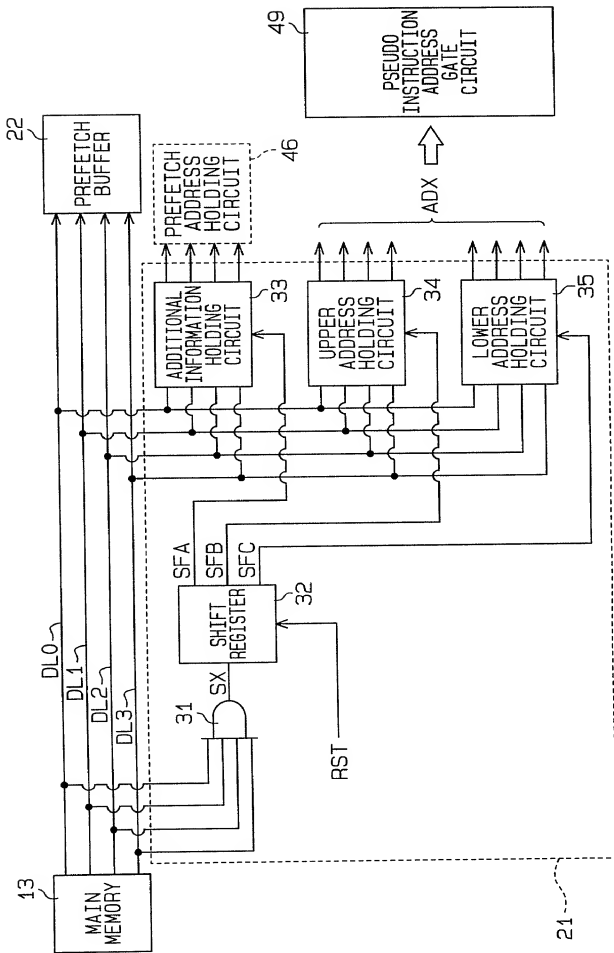 13
MAIN
MEMORY
DL0
DL1
DL2
DL3
22
PREFETCH
BUFFER
31
SX
SHIFT
REGISTER
32
RST
SFA
SFB
SFC
ADDITIONAL
INFORMATION
HOLDING
CIRCUIT
33
PREFETCH
ADDRESS
HOLDING
CIRCUIT
46
UPPER
ADDRESS
HOLDING
CIRCUIT
34
LOWER
ADDRESS
HOLDING
CIRCUIT
35
ADX
49
PSEUDO
INSTRUCTION
ADDRESS
GATE
CIRCUIT
21